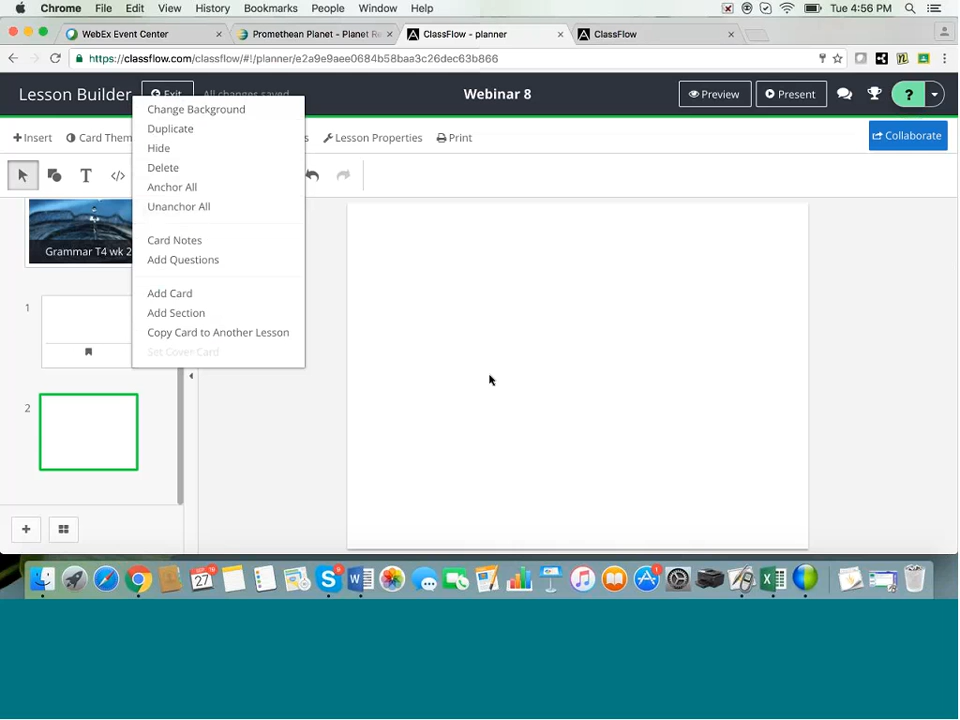 Chrome File Edit View History Bookmarks People Window Help Tue 4:56 PM
WebEx Event Center
Promethean Planet - Planet Re
ClassFlow - planner
ClassFlow
https://classflow.com/classflow/#!/planner/e2a9e9aee0684b58baa3c26dec63b866
Lesson Builder
Exit
All changes saved
Webinar 8
Preview
Present
?
Insert
Card Them
s
Lesson Properties
Print
Collaborate
T
</>
Change Background
Duplicate
Hide
Delete
Anchor All
Unanchor All
Card Notes
Add Questions
Add Card
Add Section
Copy Card to Another Lesson
Set Cover Card
Grammar T4 wk 2
1
2
27